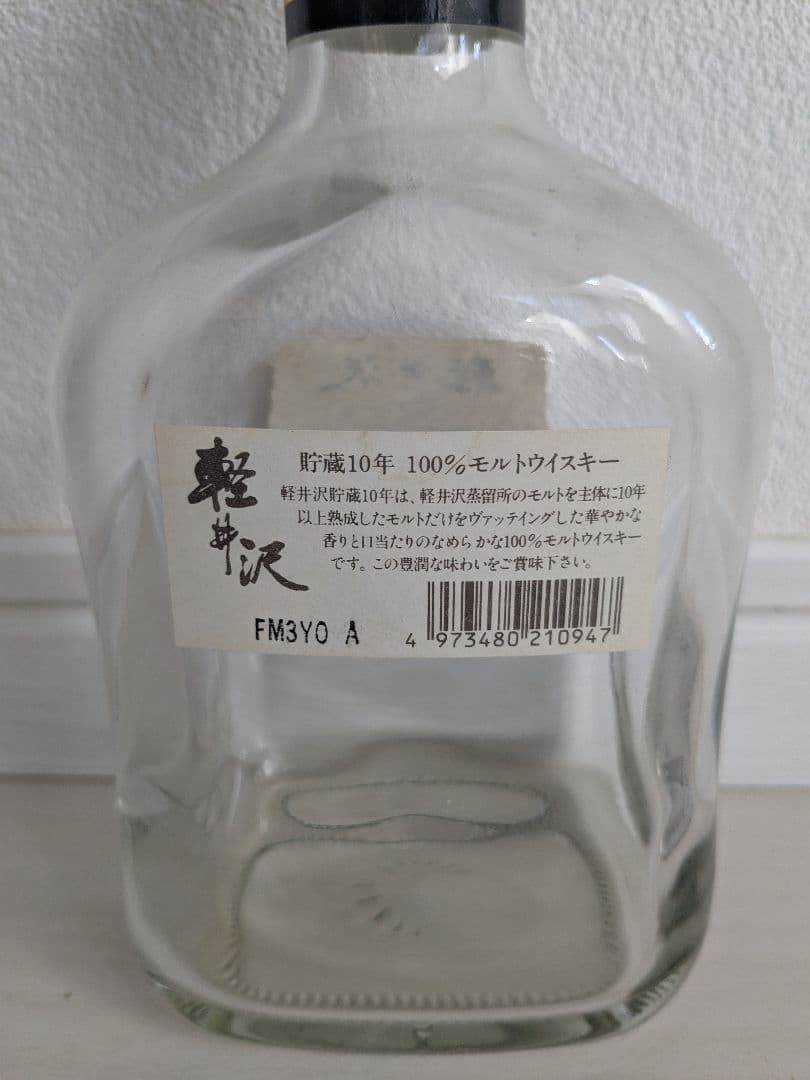 軽井沢
貯蔵10年 100%モルトウイスキー
軽井沢貯蔵10年は、軽井沢蒸留所のモルトを主体に10年
以上熟成したモルトだけをヴァッティングした華やかな
香りと口当たりのなめらかな100%モルトウイスキー
です。この豊潤な味わいをご賞味下さい。
FM3Y0 A
4 973480 210947